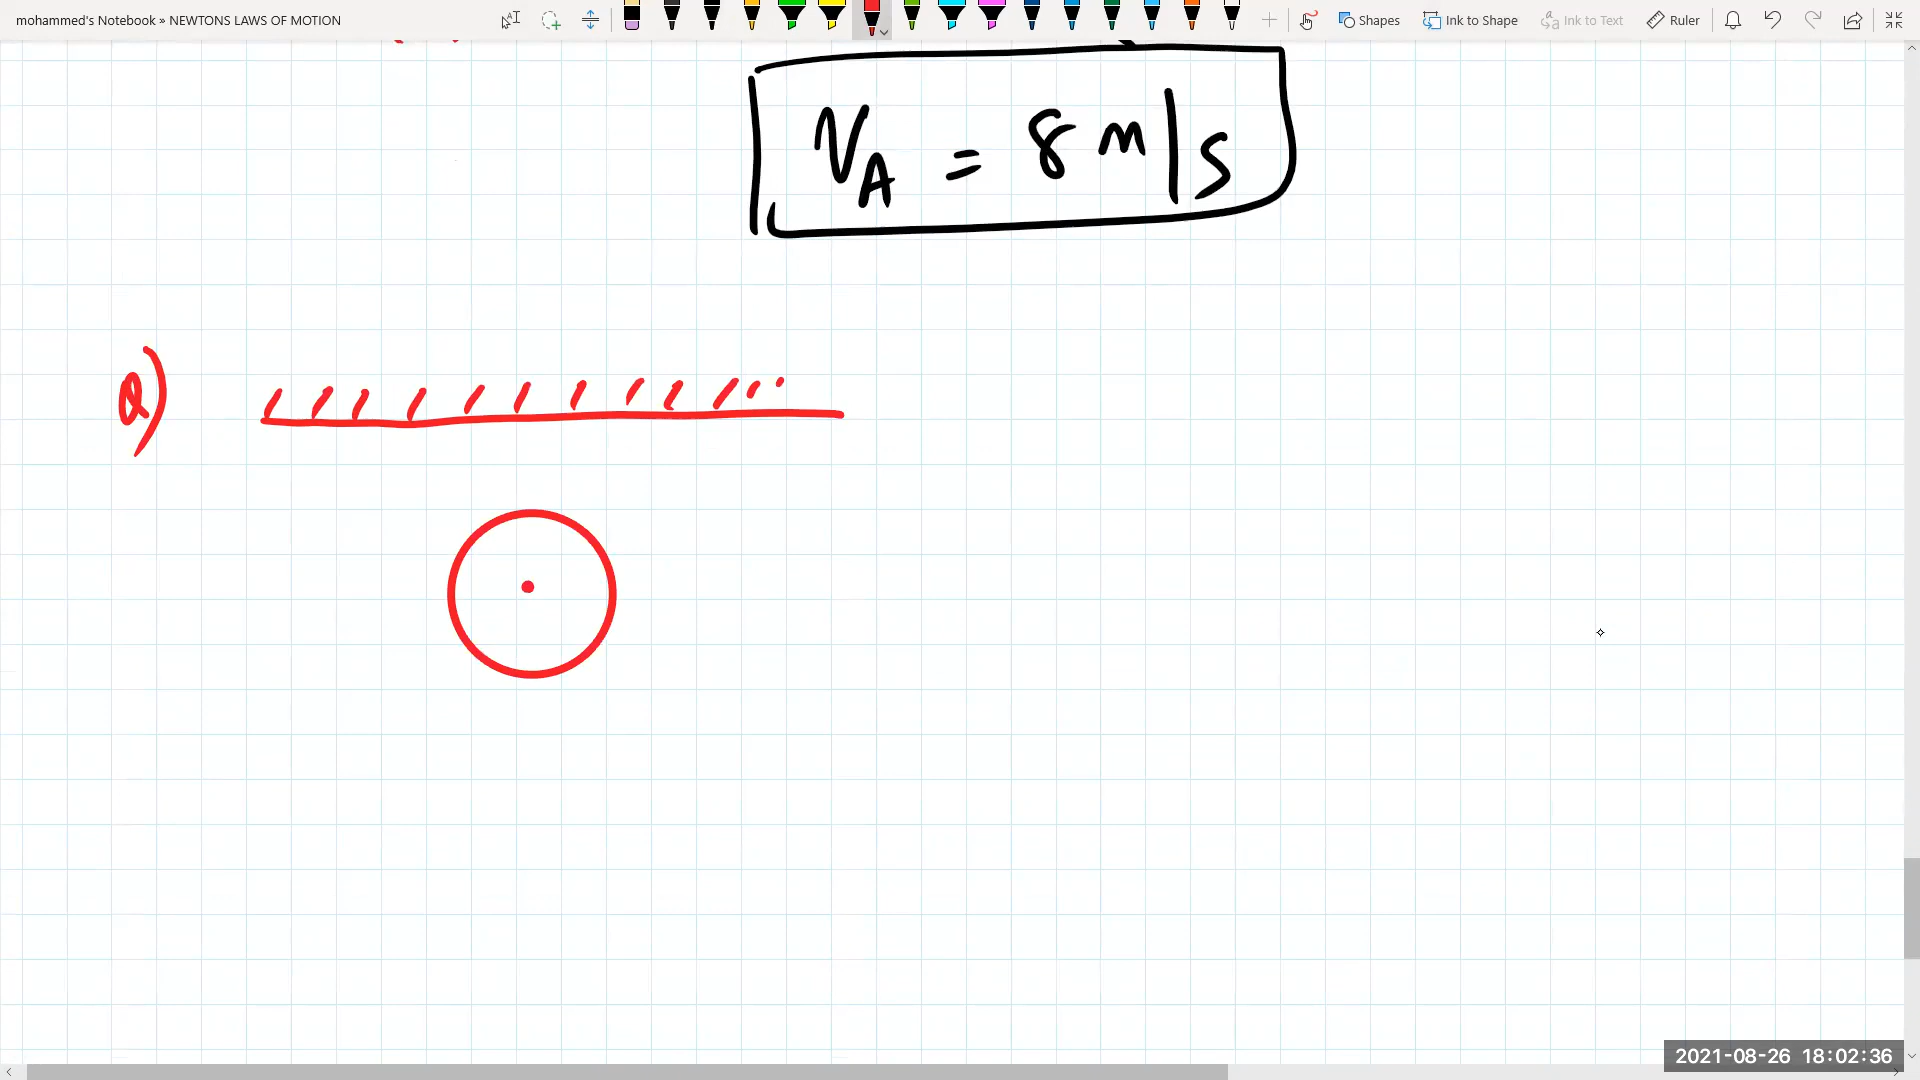 mohammed's Notebook » NEWTONS LAWS OF MOTION
Shapes
Ink to Shape
Ink to Text
Ruler
V_A = 8 m|s
Q)
2021-08-26 18:02:36